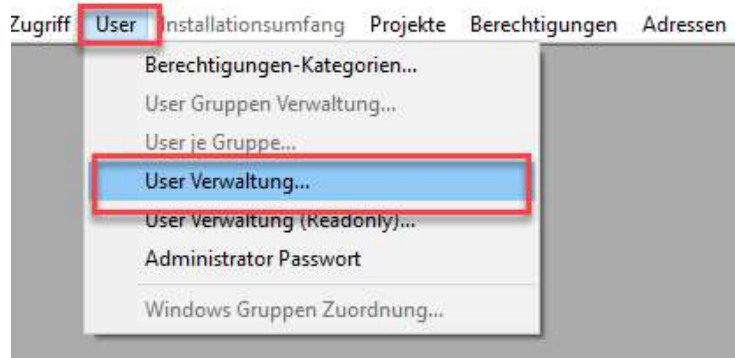 Zugriff User Installationsumfang Projekte Berechtigungen Adressen
Berechtigungen-Kategorien...
User Gruppen Verwaltung...
User je Gruppe...
User Verwaltung...
User Verwaltung (Readonly)...
Administrator Passwort
Windows Gruppen Zuordnung...